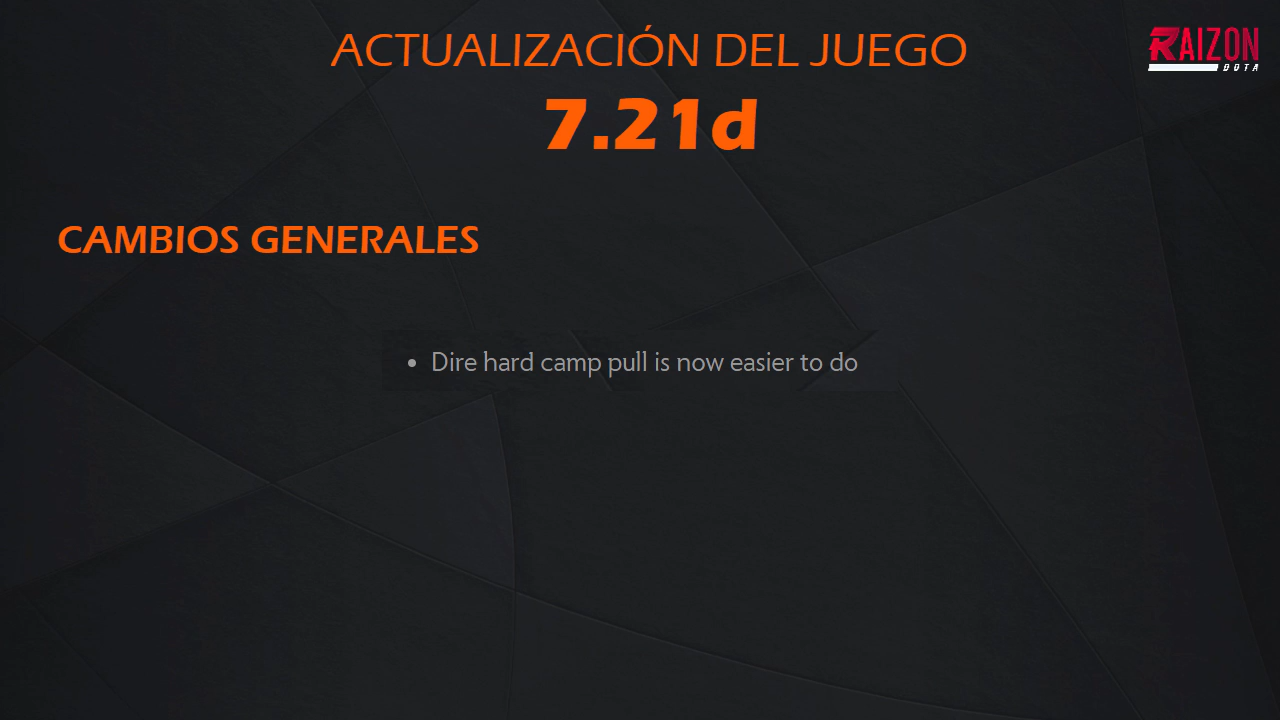 ACTUALIZACIÓN DEL JUEGO
RAIZON
DOTA
7.21d
CAMBIOS GENERALES
• Dire hard camp pull is now easier to do